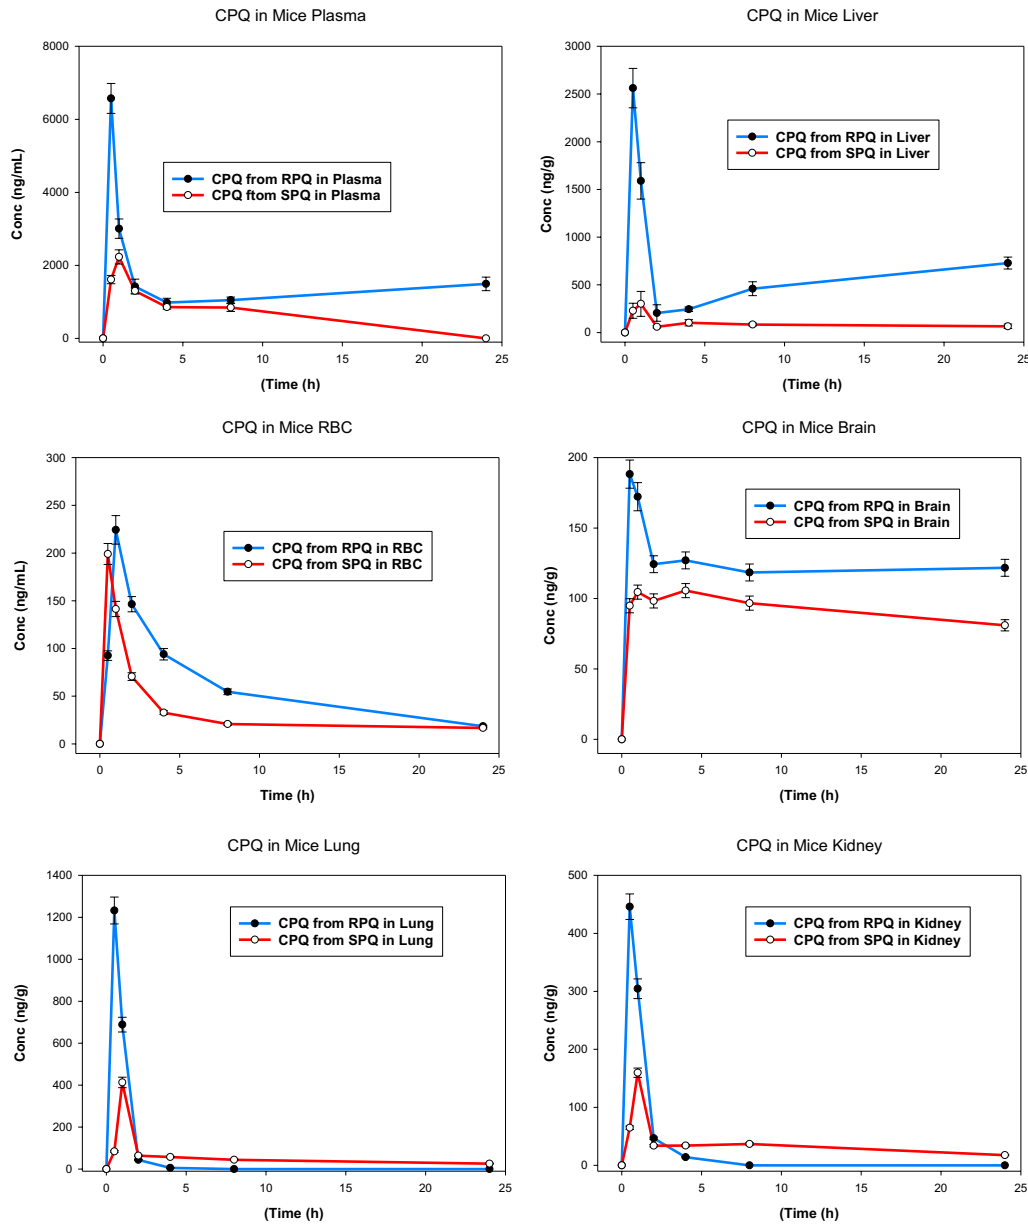 CPQ in Mice Plasma
8000
6000
4000
2000
0
Conc (ng/mL)
CPQ from RPQ in Plasma
CPQ ftom SPQ in Plasma
0 5 10 15 20 25
(Time (h)
CPQ in Mice Liver
3000
2500
2000
1500
1000
500
0
Conc (ng/g)
CPQ from RPQ in Liver
CPQ from SPQ in Liver
0 5 10 15 20 25
(Time (h)
CPQ in Mice RBC
300
250
200
150
100
50
0
Conc (ng/mL)
CPQ from RPQ in RBC
CPQ from SPQ in RBC
0 5 10 15 20 25
Time (h)
CPQ in Mice Brain
200
150
100
50
0
Conc (ng/g)
CPQ from RPQ in Brain
CPQ from SPQ in Brain
0 5 10 15 20 25
(Time (h)
CPQ in Mice Lung
1400
1200
1000
800
600
400
200
0
Conc (ng/g)
CPQ from RPQ in Lung
CPQ from SPQ in Lung
0 5 10 15 20 25
(Time (h)
CPQ in Mice Kidney
500
400
300
200
100
0
Conc (ng/g)
CPQ from RPQ in Kidney
CPQ from SPQ in Kidney
0 5 10 15 20 25
(Time (h)